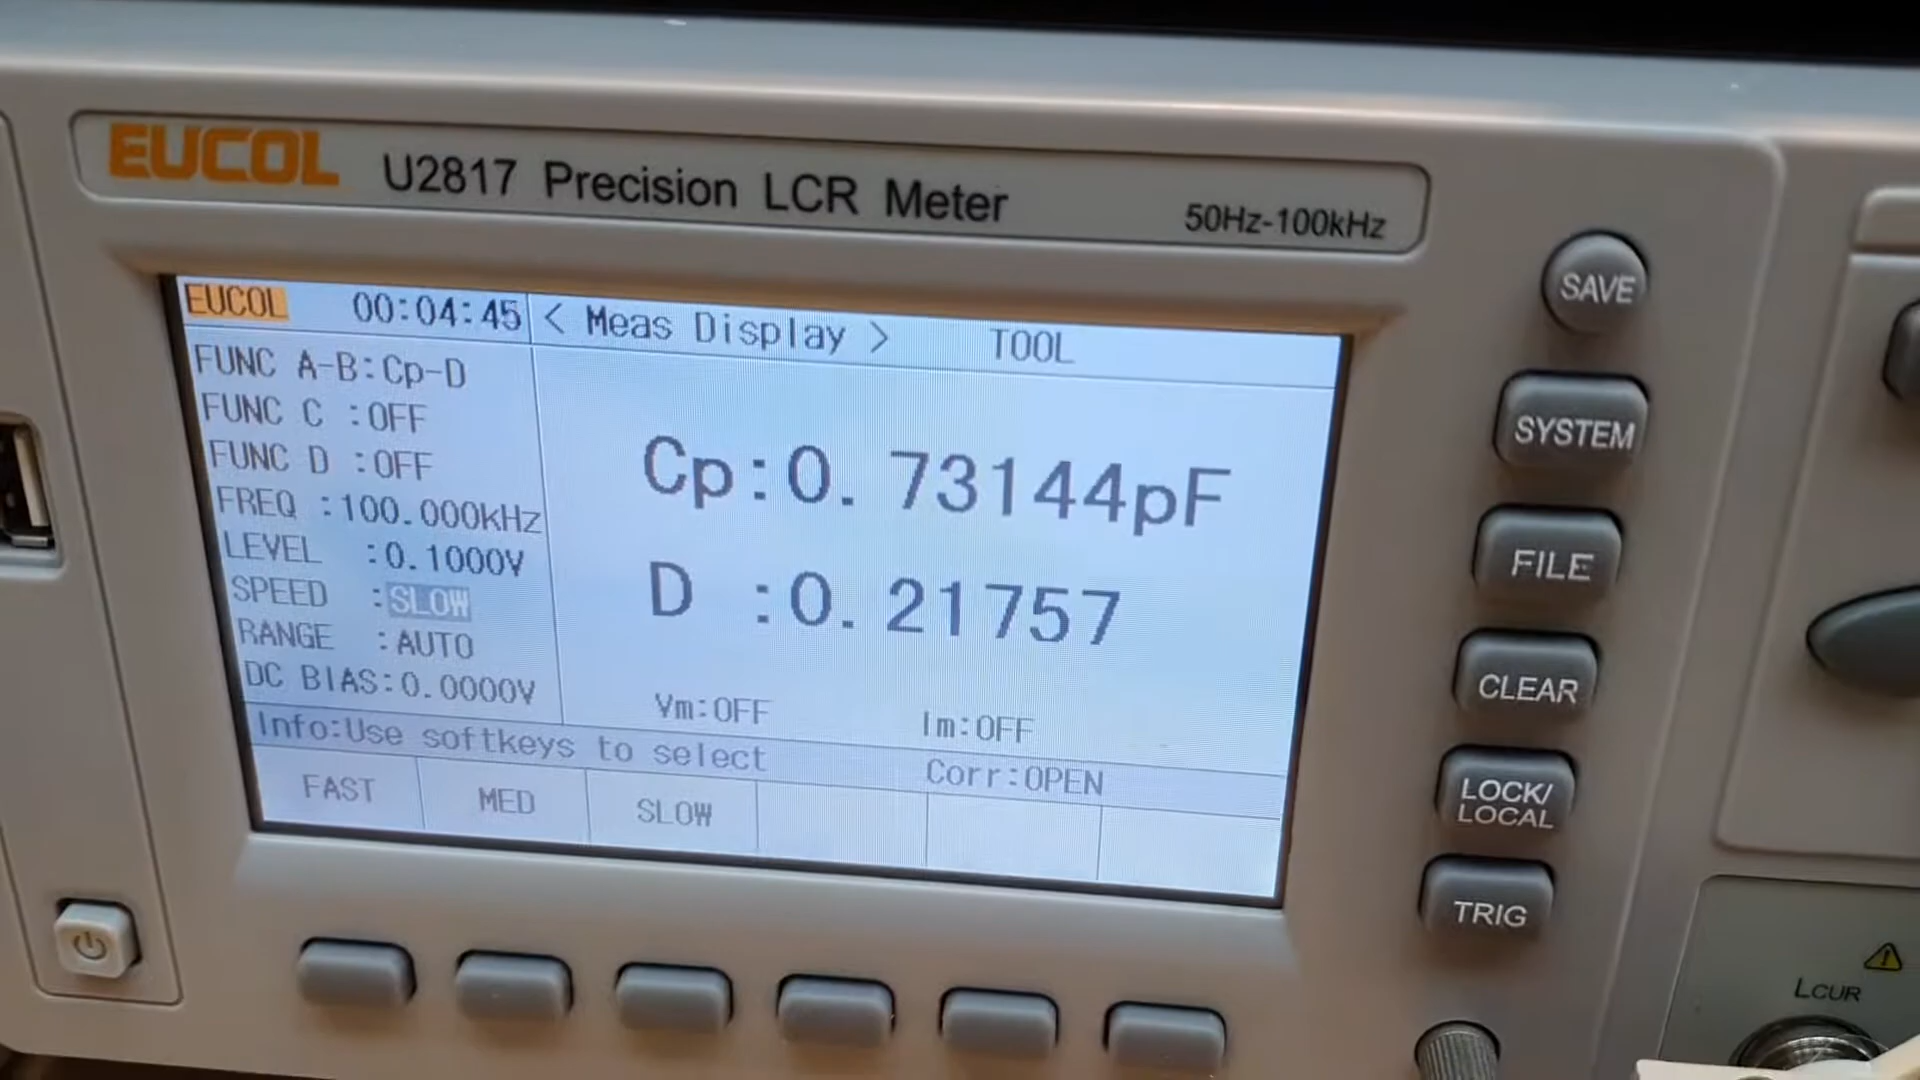 EUCOL U2817 Precision LCR Meter 50Hz-100kHz
EUCOL 00:04:45 < Meas Display > TOOL
FUNC A-B:Cp-D
FUNC C :OFF
FUNC D :OFF
FREQ :100.000kHz
LEVEL :0.1000V
SPEED :SLOW
RANGE :AUTO
DC BIAS:0.0000V
Cp:0.73144pF
D :0.21757
Vm:OFF Im:OFF
Info:Use softkeys to select Corr:OPEN
FAST MED SLOW
SAVE
SYSTEM
FILE
CLEAR
LOCK/
LOCAL
TRIG
LCUR